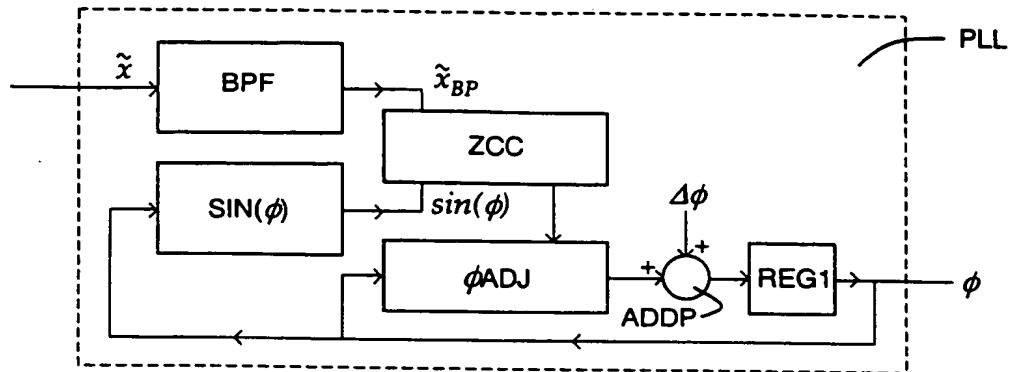 PLL
x̃ BPF x̃_BP
ZCC
SIN(ϕ) sin(ϕ) Δϕ
+
ϕADJ + REG1 ϕ
ADDP